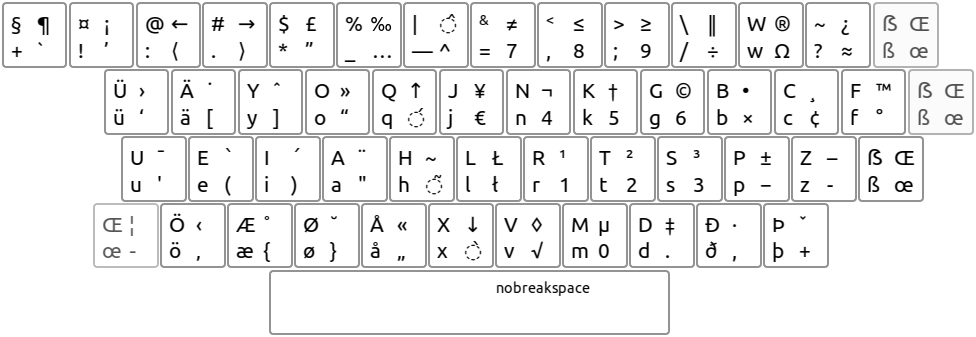 § ¶ ¤ ¡ @ ← # → $ £ % ‰ | ◌̂ & ≠ < ≤ > ≥ \ ‖ W ® ~ ¿ ẞ Œ
+ ` ! ’ : ⟨ . ⟩ * ” _ … — ^ = 7 , 8 ; 9 / ÷ w Ω ? ≈ ß œ
Ü › Ä ˙ Y ˆ O » Q ↑ J ¥ N ¬ K † G © B • C ¸ F ™ ẞ Œ
ü ‘ ä [ y ] o “ q ◌́ j € n 4 k 5 g 6 b × c ¢ f ° ß œ
U ¯ E ` I ´ A ¨ H ~ L Ł R ¹ T ² S ³ P ± Z – ẞ Œ
u ' e ( i ) a " h ◌̃ l ł r 1 t 2 s 3 p − z - ß œ
Œ ¦ Ö ‹ Æ ˚ Ø ˘ Å « X ↓ V ◊ M µ D ‡ Ð · Þ ˇ
œ - ö ‚ æ { ø } å „ x ◌̀ v √ m 0 d . ð , þ +
nobreakspace